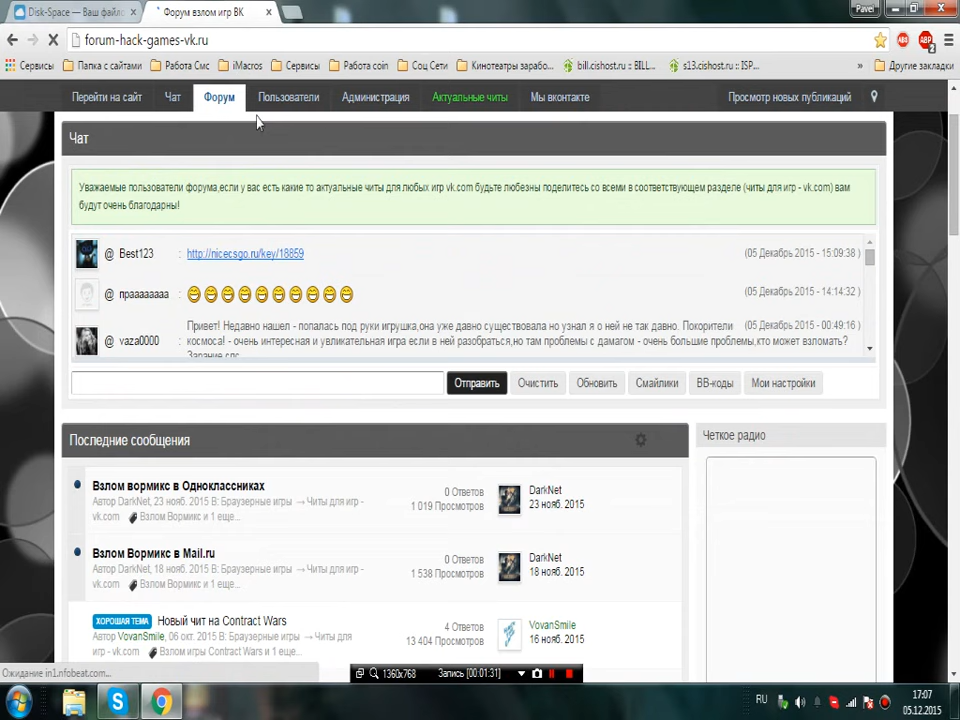 Disk-Space — Ваш файл
Форум взлом игр ВК
Pavel
forum-hack-games-vk.ru
Сервисы Папка с сайтами Работа Смс iMacros Сервисы Работа coin Соц Сети Кинотеатры зарабо... bill.cishost.ru :: BILL... s13.cishost.ru :: ISP... » Другие закладки
Перейти на сайт Чат Форум Пользователи Администрация Актуальные читы Мы вконтакте Просмотр новых публикаций
Чат
Уважаемые пользователи форума,если у вас есть какие то актуальные читы для любых игр vk.com будьте любезны поделитесь со всеми в соответствующем разделе (читы для игр - vk.com) вам
будут очень благодарны!
@ Best123 : http://nicecsgo.ru/key/18859 (05 Декабрь 2015 - 15:09:38 )
@ праааааааа : (05 Декабрь 2015 - 14:14:32 )
Привет! Недавно нашел - попалась под руки игрушка,она уже давно существовала но узнал я о ней не так давно. Покорители (05 Декабрь 2015 - 00:49:16 )
@ vaza0000 : космоса! - очень интересная и увликательная игра если в ней разобраться,но там проблемы с дамагом - очень большие проблемы,кто может взломать?
Зарание спс
Отправить Очистить Обновить Смайлики BB-коды Мои настройки
Последние сообщения
Четкое радио
Взлом вормикс в Одноклассниках
Автор DarkNet, 23 нояб. 2015 В: Браузерные игры → Читы для игр -
vk.com Взлом Вормикс и 1 еще...
0 Ответов
1 019 Просмотров
DarkNet
23 нояб. 2015
Взлом Вормикс в Mail.ru
Автор DarkNet, 18 нояб. 2015 В: Браузерные игры → Читы для игр -
vk.com Взлом Вормикс и 1 еще...
0 Ответов
1 538 Просмотров
DarkNet
18 нояб. 2015
ХОРОШАЯ ТЕМА Новый чит на Contract Wars
Автор VovanSmile, 06 окт. 2015 В: Браузерные игры → Читы для
игр - vk.com Взлом игры Contract Wars и 1 еще...
4 Ответов
13 404 Просмотров
VovanSmile
16 нояб. 2015
Ожидание in1.nfobeat.com...
1360x768 Запись [00:01:31]
RU
17:07
05.12.2015